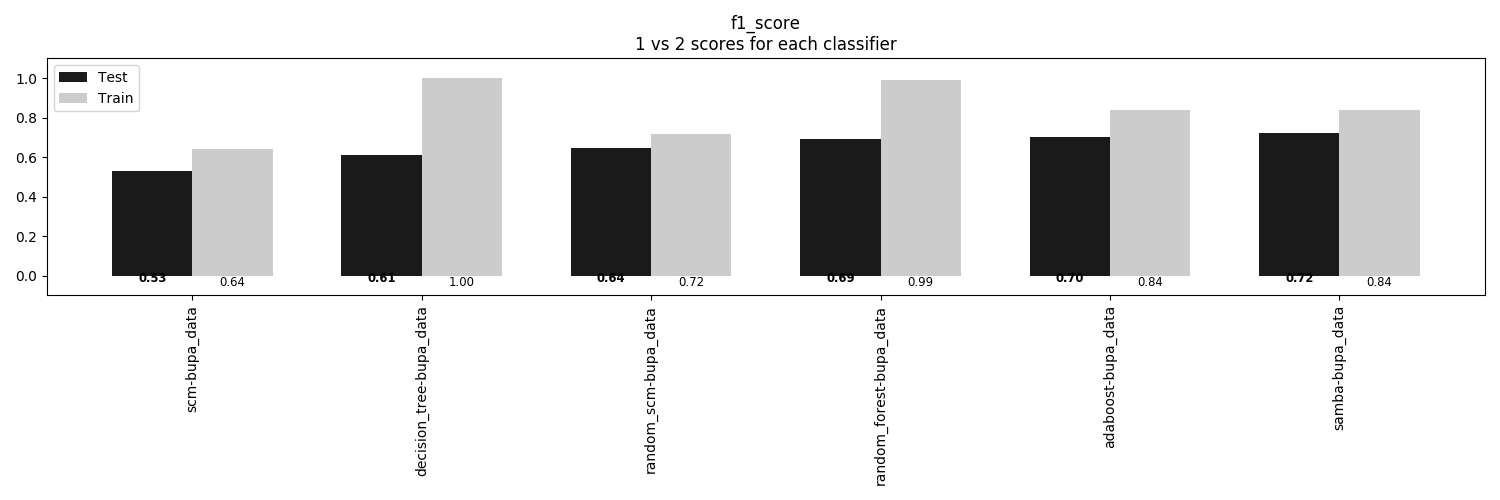 f1_score
1 vs 2 scores for each classifier
Test
Train
1.0
0.8
0.6
0.4
0.2
0.0
0.53 0.64 0.61 1.00 0.64 0.72 0.69 0.99 0.70 0.84 0.72 0.84
scm-bupa_data
decision_tree-bupa_data
random_scm-bupa_data
random_forest-bupa_data
adaboost-bupa_data
samba-bupa_data